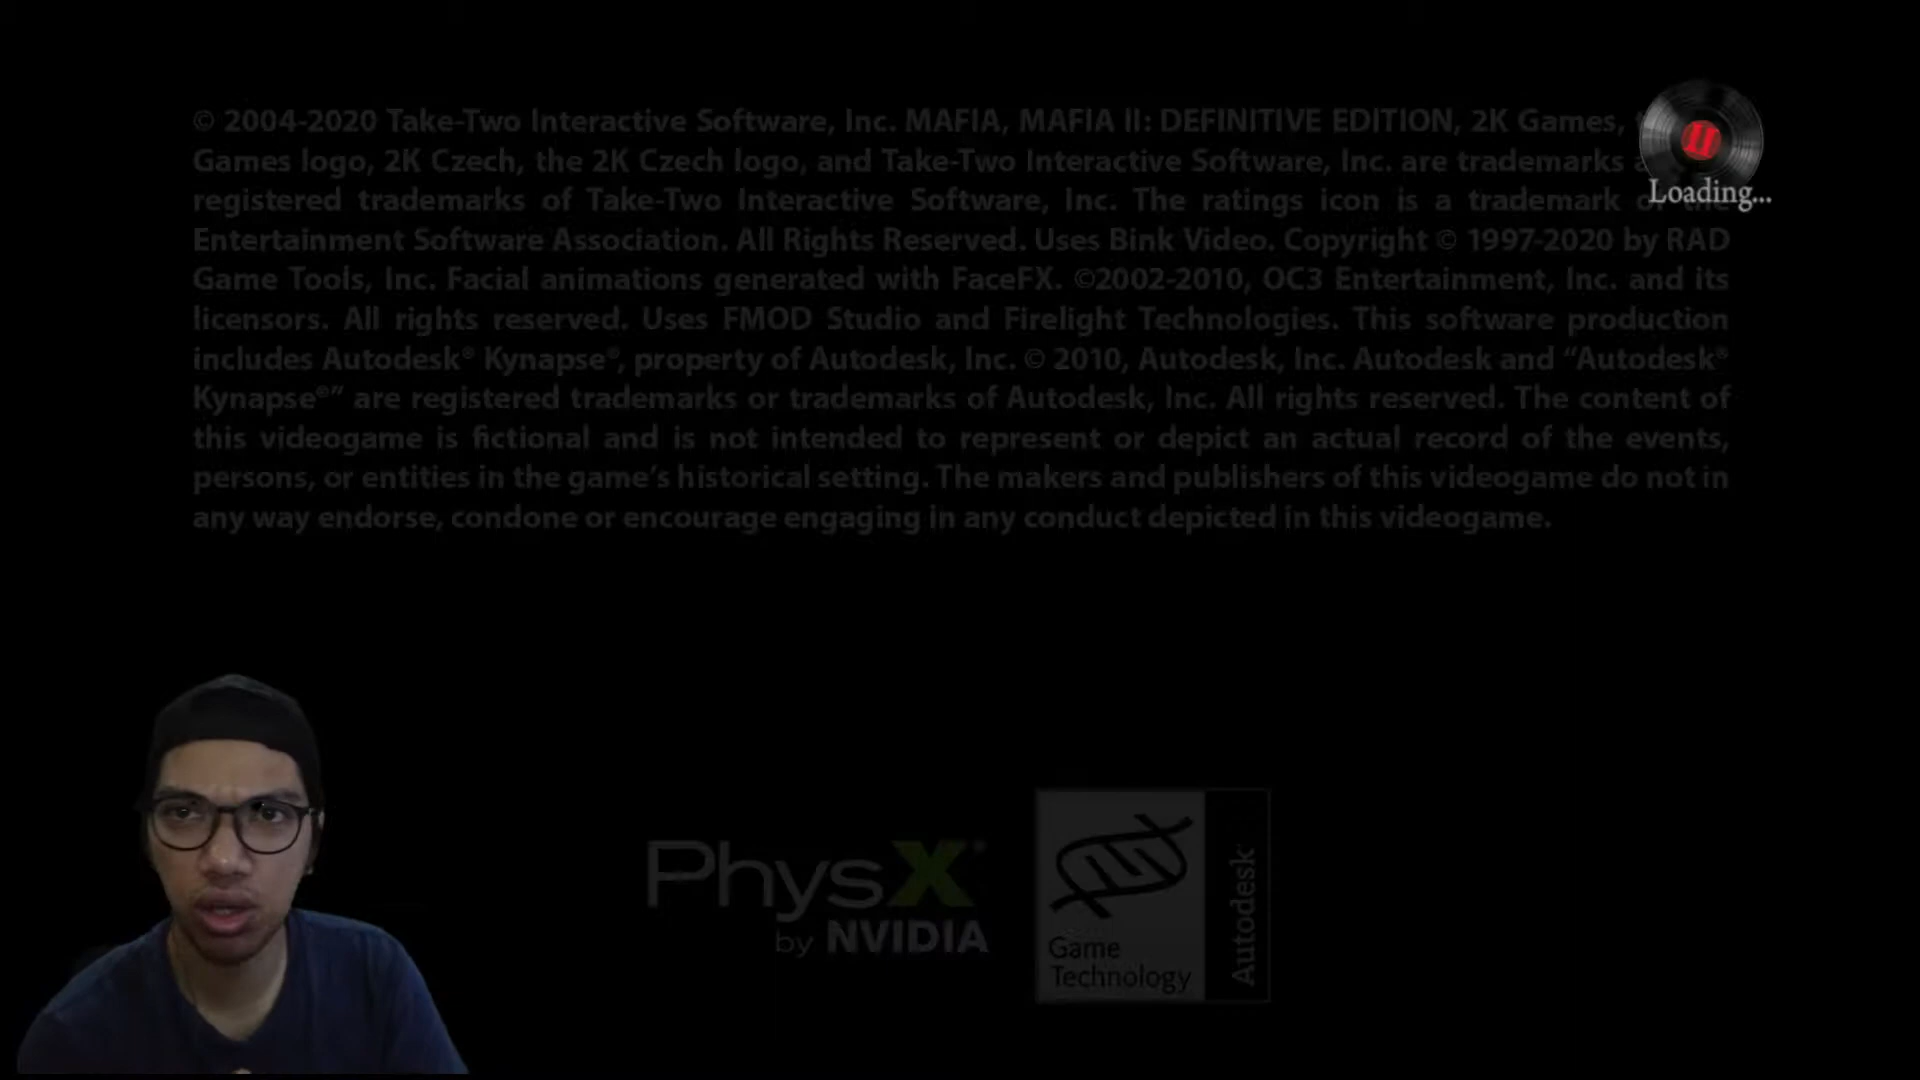 © 2004-2020 Take-Two Interactive Software, Inc. MAFIA, MAFIA II: DEFINITIVE EDITION, 2K Games,
Games logo, 2K Czech, the 2K Czech logo, and Take-Two Interactive Software, Inc. are trademarks
registered trademarks of Take-Two Interactive Software, Inc. The ratings icon is a trademark of the
Loading...
Entertainment Software Association. All Rights Reserved. Uses Bink Video. Copyright © 1997-2020 by RAD
Game Tools, Inc. Facial animations generated with FaceFX. ©2002-2010, OC3 Entertainment, Inc. and its
licensors. All rights reserved. Uses FMOD Studio and Firelight Technologies. This software production
includes Autodesk® Kynapse®, property of Autodesk, Inc. © 2010, Autodesk, Inc. Autodesk and “Autodesk®
Kynapse®” are registered trademarks or trademarks of Autodesk, Inc. All rights reserved. The content of
this videogame is fictional and is not intended to represent or depict an actual record of the events,
persons, or entities in the game’s historical setting. The makers and publishers of this videogame do not in
any way endorse, condone or encourage engaging in any conduct depicted in this videogame.
PhysX®
by NVIDIA
Game
Technology
Autodesk®